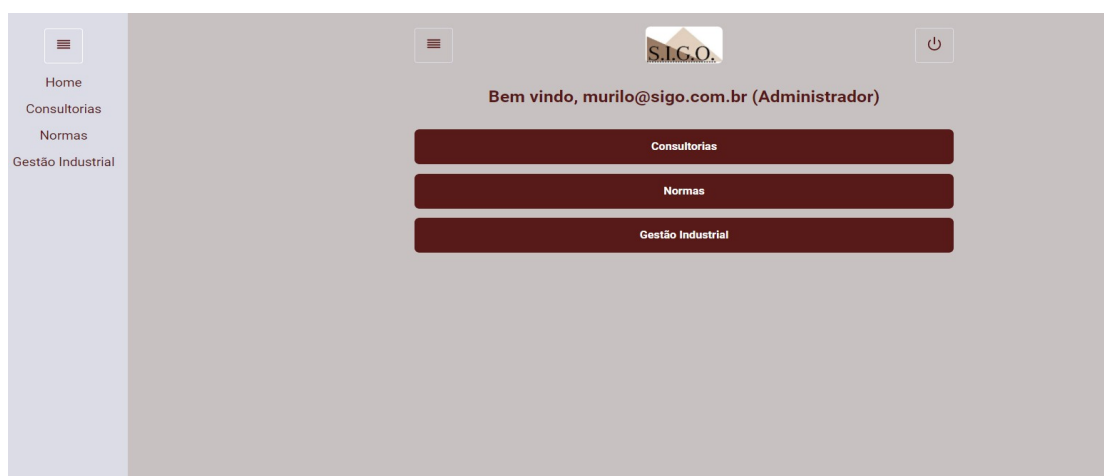 Home
Consultorias
Normas
Gestão Industrial
S.I.G.O.
Bem vindo, murilo@sigo.com.br (Administrador)
Consultorias
Normas
Gestão Industrial